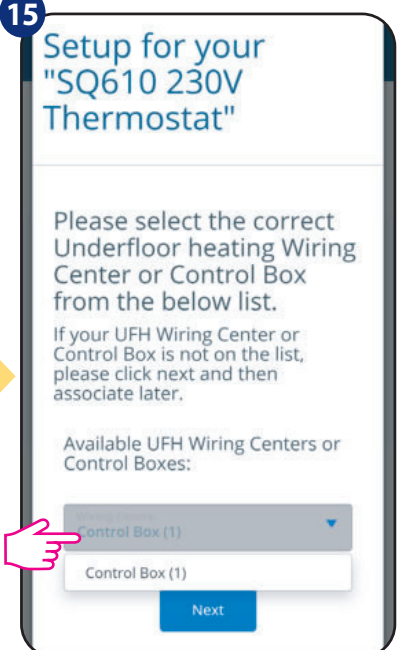 15
Setup for your
"SQ610 230V
Thermostat"
Please select the correct
Underfloor heating Wiring
Center or Control Box
from the below list.
If your UFH Wiring Center or
Control Box is not on the list,
please click next and then
associate later.
Available UFH Wiring Centers or
Control Boxes:
Control Box (1)
Control Box (1)
Next